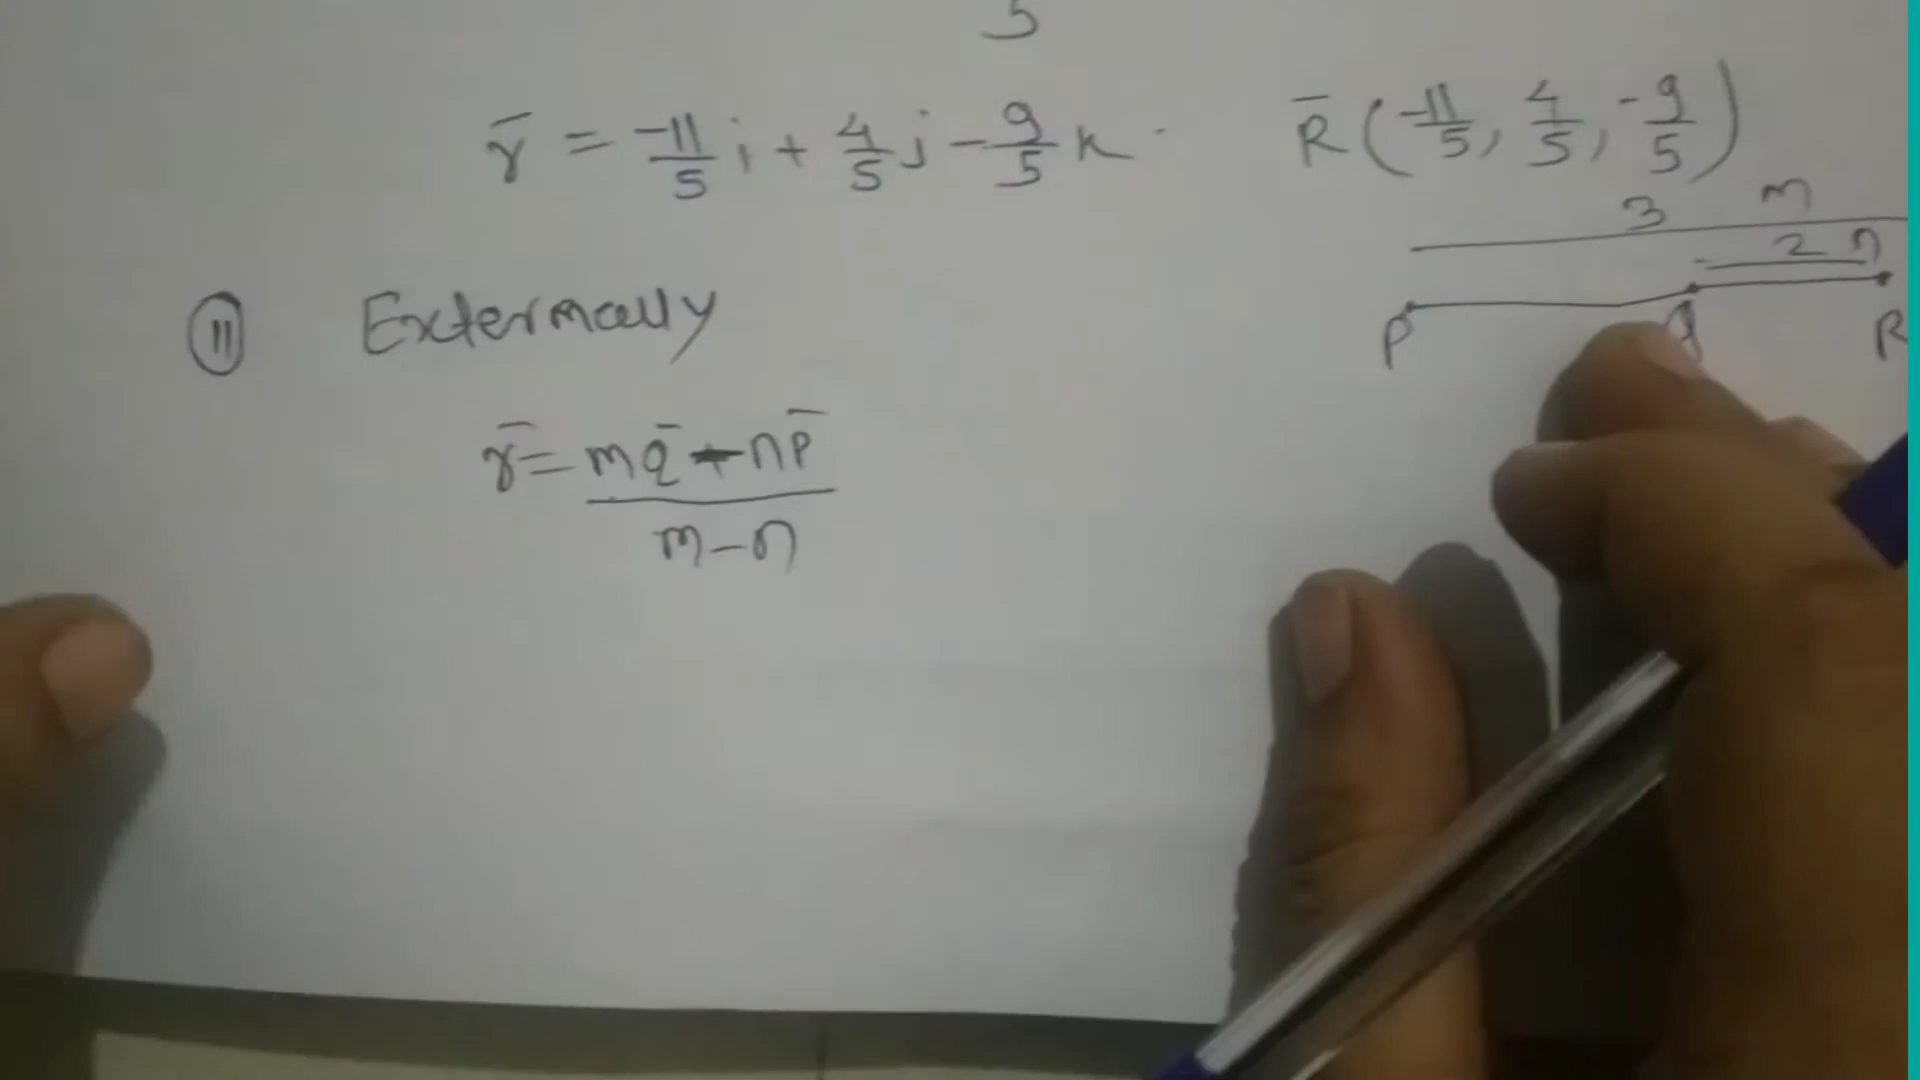 5
r̄ = -11/5 i + 4/5 j - 9/5 k. R̄ (-11/5, 4/5, -9/5)
3 m
2 n
P Q R
(II) Externally
r̄ = mq̄ - np̄
m-n